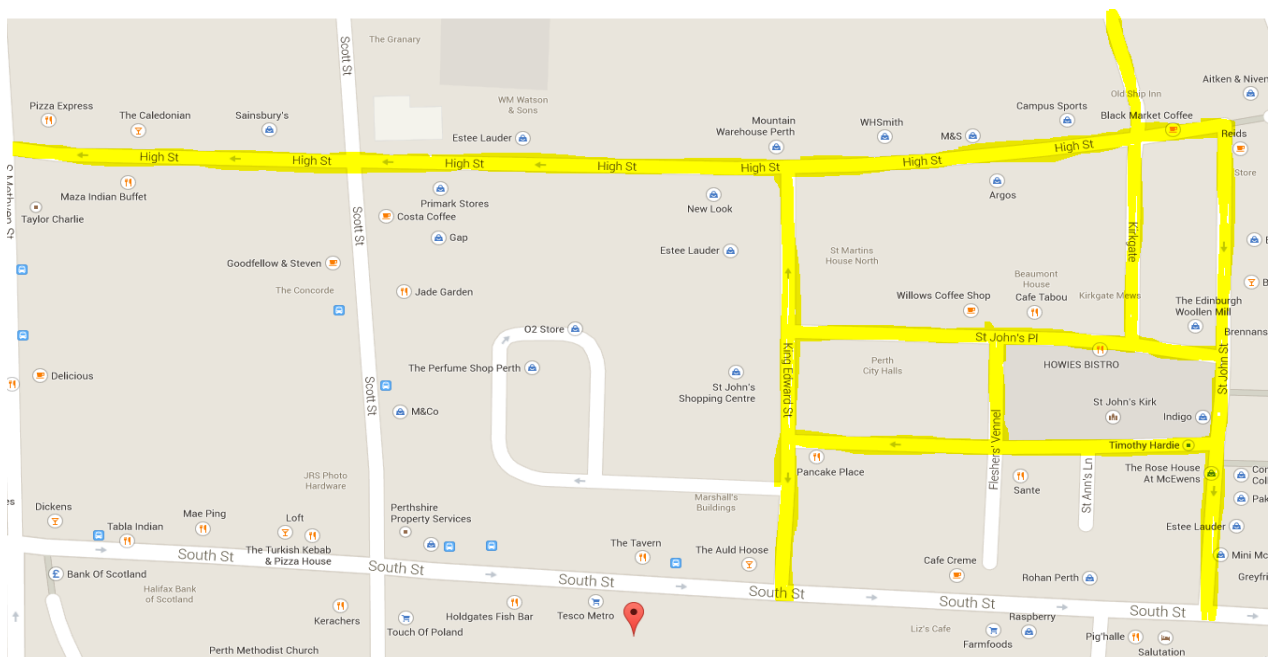 Scott St
The Granary
Aitken & Niven
Pizza Express
The Caledonian
Sainsbury's
WM Watson
& Sons
Estee Lauder
Mountain
Warehouse Perth
WHSmith
M&S
Campus Sports
Old Ship Inn
Black Market Coffee
Reids
High St
High St
High St
High St
High St
High St
High St
S Methven St
Maza Indian Buffet
Taylor Charlie
Scott St
Primark Stores
Costa Coffee
Gap
New Look
Argos
Store
Kirkgate
Goodfellow & Steven
The Concorde
Jade Garden
Estee Lauder
St Martins
House North
Beaumont
House
Willows Coffee Shop
Cafe Tabou
Kirkgate Mews
The Edinburgh
Woollen Mill
Brennans
O2 Store
St John's Pl
King Edward St
St John St
Delicious
The Perfume Shop Perth
Perth
City Halls
HOWIES BISTRO
Scott St
M&Co
St John's
Shopping Centre
St John's Kirk
Indigo
Fleshers' Vennel
Timothy Hardie
Pancake Place
JRS Photo
Hardware
Marshall's
Buildings
Sante
St Ann's Ln
The Rose House
At McEwens
Dickens
Tabla Indian
Mae Ping
Loft
The Turkish Kebab
& Pizza House
Perthshire
Property Services
Estee Lauder
The Tavern
The Auld Hoose
South St
South St
South St
South St
South St
Cafe Creme
Rohan Perth
Bank Of Scotland
Halifax Bank
of Scotland
Kerachers
Touch Of Poland
Holdgates Fish Bar
Tesco Metro
Liz's Cafe
Farmfoods
Raspberry
Pig'halle
Salutation
Perth Methodist Church